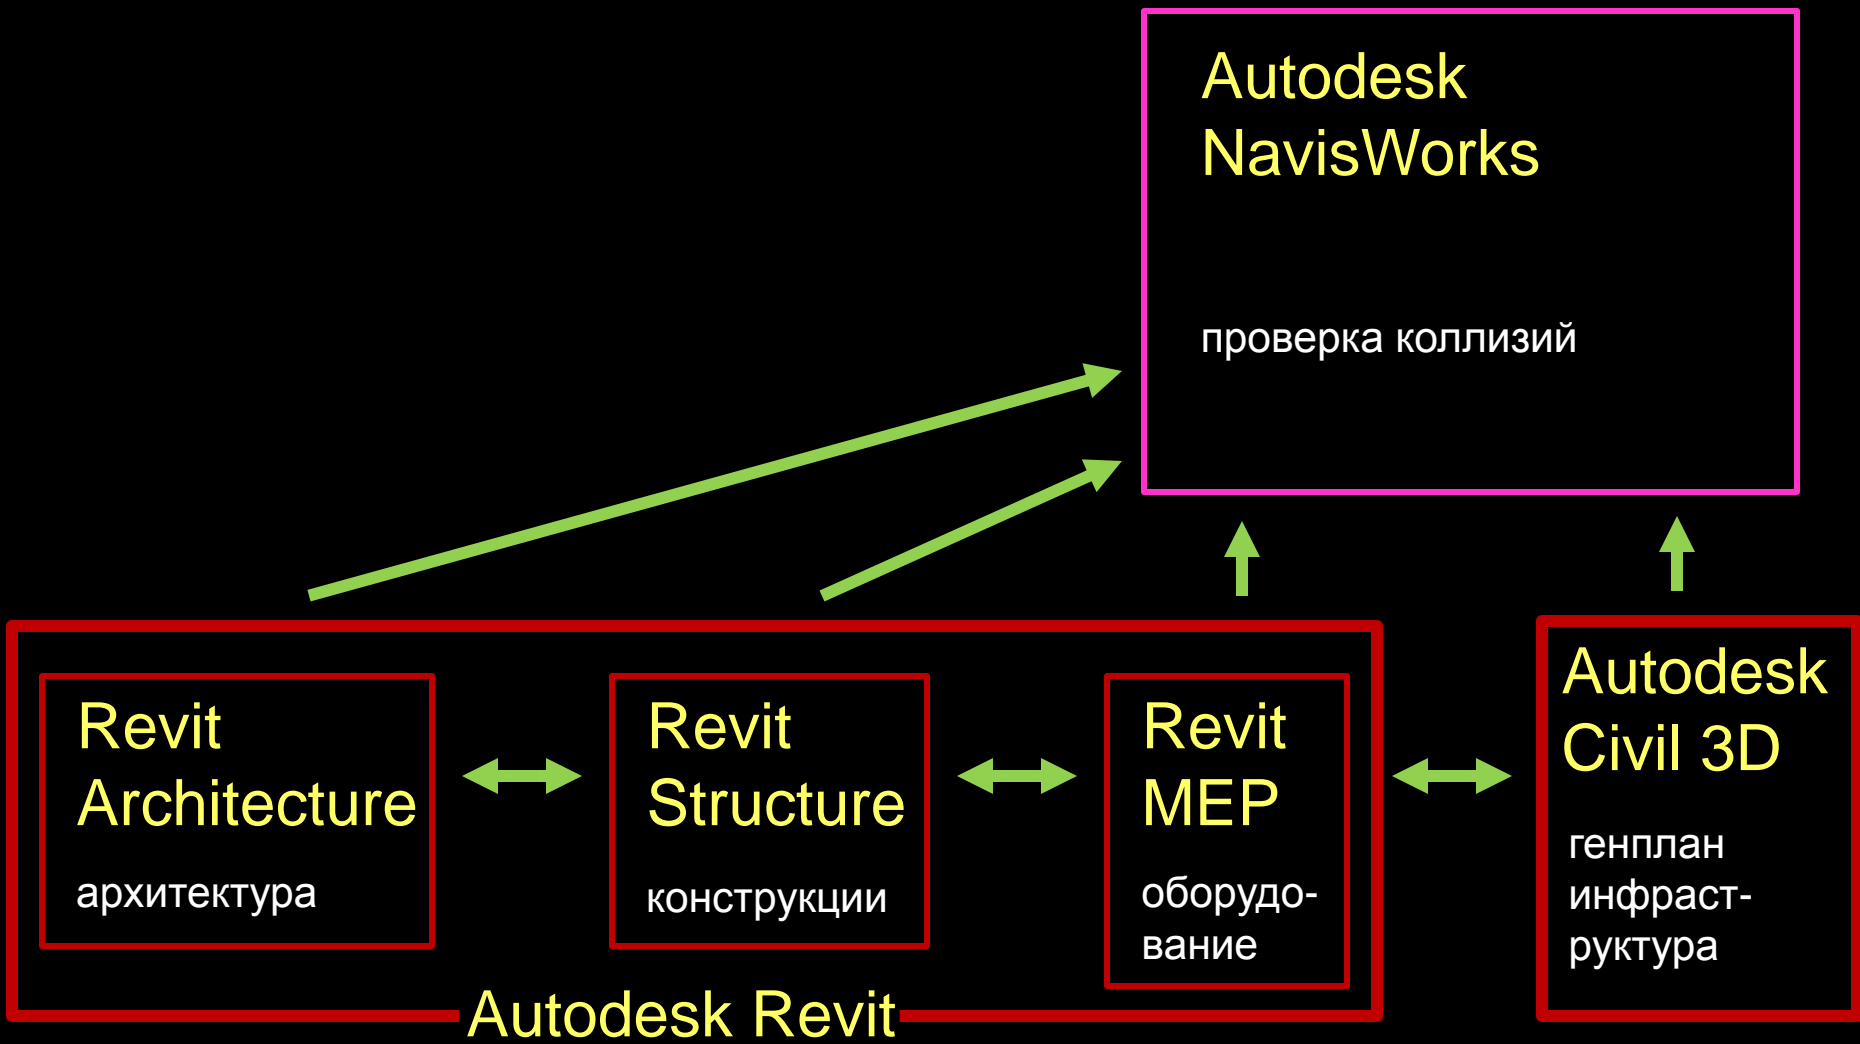 Autodesk
NavisWorks
проверка коллизий
Revit
Architecture
архитектура
Revit
Structure
конструкции
Revit
MEP
оборудо-
вание
Autodesk
Civil 3D
генплан
инфраст-
руктура
Autodesk Revit